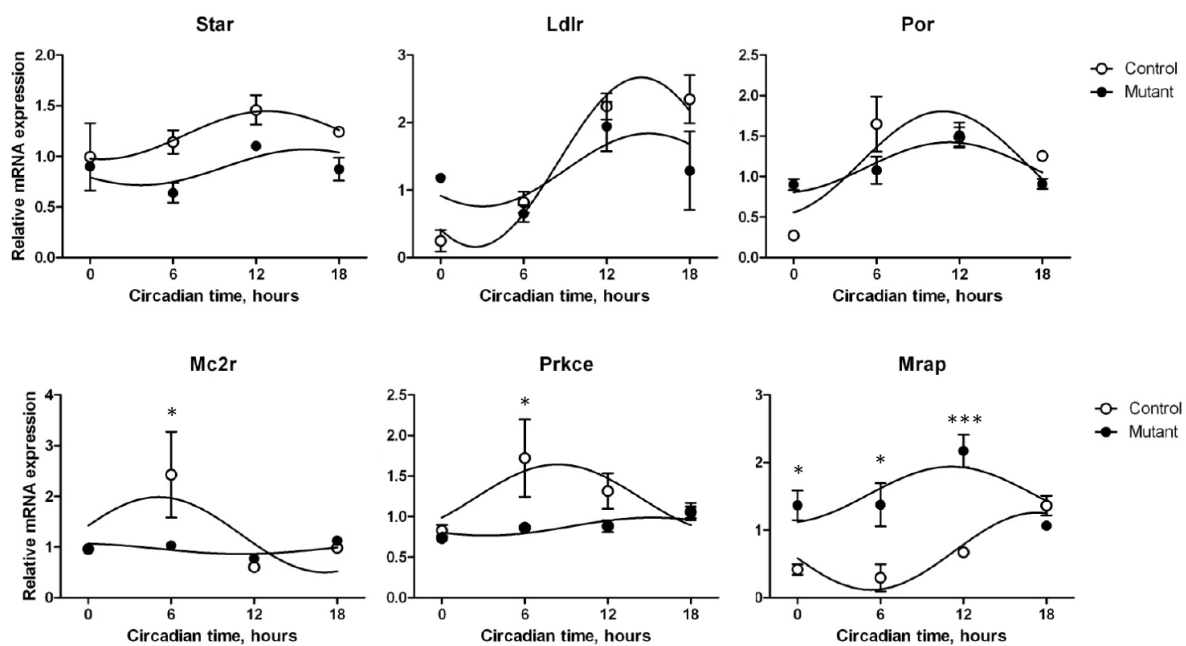 Star
Ldlr
Por
Relative mRNA expression
2.0
1.5
1.0
0.5
0.0
0 6 12 18
Circadian time, hours
3
2
1
0
0 6 12 18
Circadian time, hours
2.5
2.0
1.5
1.0
0.5
0.0
0 6 12 18
Circadian time, hours
Control
Mutant
Mc2r
Prkce
Mrap
Relative mRNA expression
4
3
2
1
0
*
0 6 12 18
Circadian time, hours
2.5
2.0
1.5
1.0
0.5
0.0
*
0 6 12 18
Circadian time, hours
3
2
1
0
* * ***
0 6 12 18
Circadian time, hours
Control
Mutant